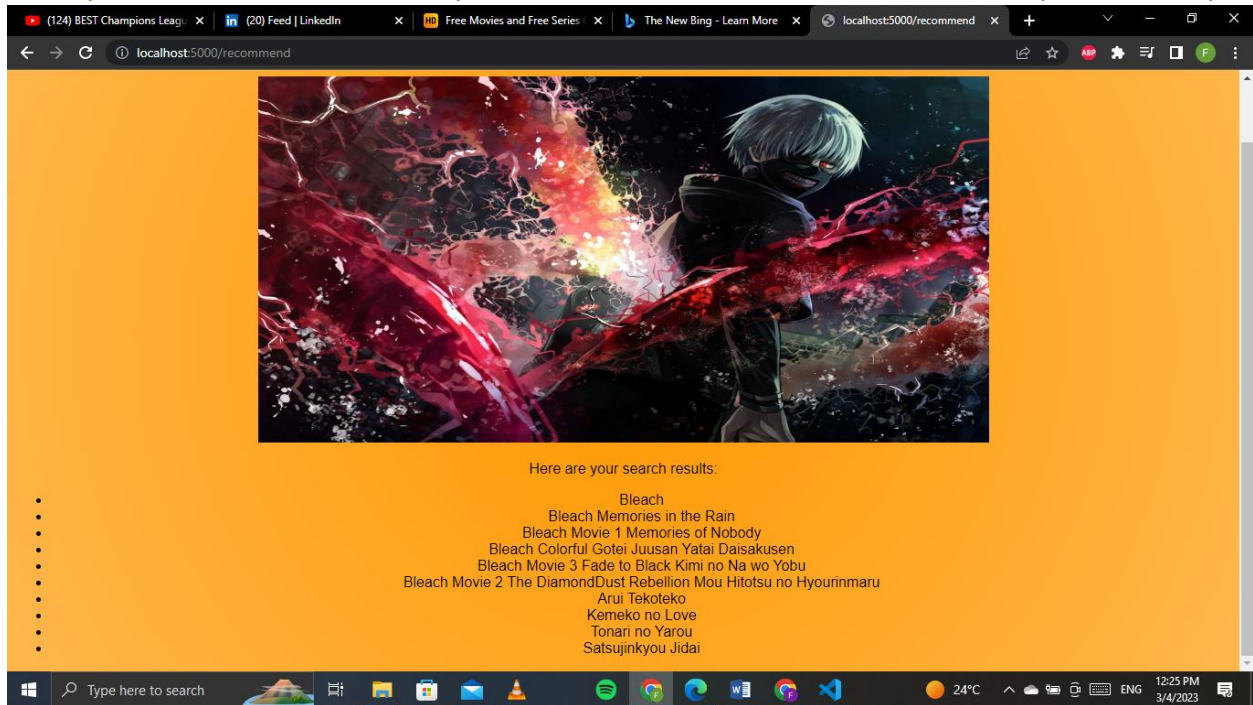 (124) BEST Champions Leagu
(20) Feed | LinkedIn
Free Movies and Free Series
The New Bing - Learn More
localhost:5000/recommend
localhost:5000/recommend
Here are your search results:
Bleach
Bleach Memories in the Rain
Bleach Movie 1 Memories of Nobody
Bleach Colorful Gotei Juusan Yatai Daisakusen
Bleach Movie 3 Fade to Black Kimi no Na wo Yobu
Bleach Movie 2 The DiamondDust Rebellion Mou Hitotsu no Hyourinmaru
Arui Tekoteko
Kemeko no Love
Tonari no Yarou
Satsujinkyou Jidai
Type here to search
24°C
ENG
12:25 PM
3/4/2023